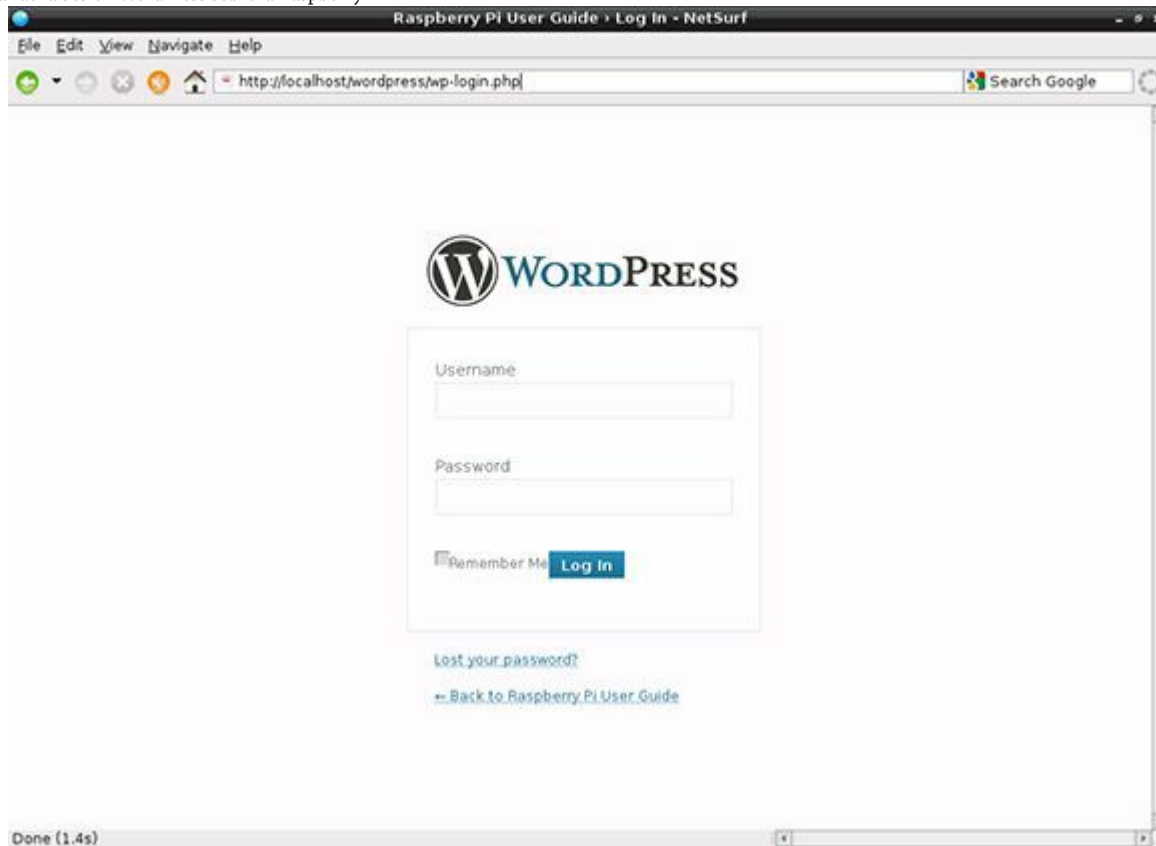 Raspberry Pi User Guide › Log In - NetSurf
File Edit View Navigate Help
http://localhost/wordpress/wp-login.php
Search Google
WORDPRESS
Username
Password
Remember Me Log In
Lost your password?
← Back to Raspberry Pi User Guide
Done (1.4s)